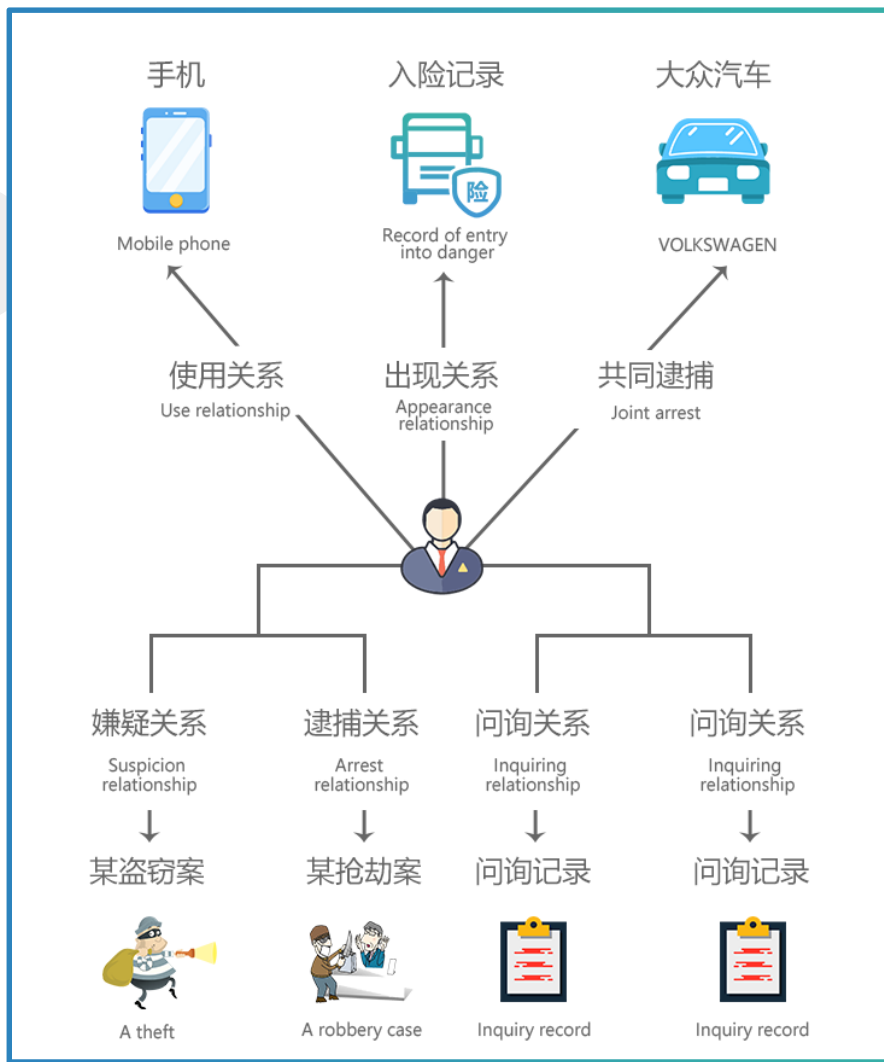 手机
入险记录
大众汽车
险
Mobile phone
Record of entry
into danger
VOLKSWAGEN
使用关系
出现关系
共同逮捕
Use relationship
Appearance
relationship
Joint arrest
嫌疑关系
逮捕关系
问询关系
问询关系
Suspicion
relationship
Arrest
relationship
Inquiring
relationship
Inquiring
relationship
某盗窃案
某抢劫案
问询记录
问询记录
A theft
A robbery case
Inquiry record
Inquiry record